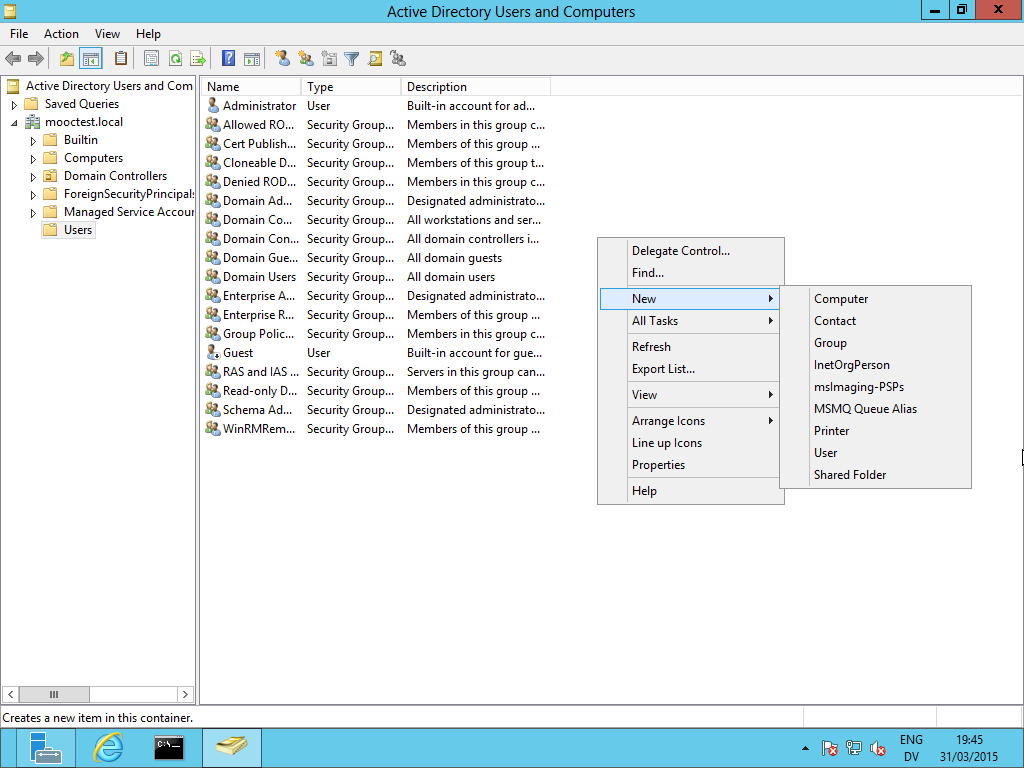 Active Directory Users and Computers
File Action View Help
Active Directory Users and Com
Saved Queries
mooctest.local
Builtin
Computers
Domain Controllers
ForeignSecurityPrincipals
Managed Service Accour
Users
Name Type Description
Administrator User Built-in account for ad...
Allowed RO... Security Group... Members in this group c...
Cert Publish... Security Group... Members of this group ...
Cloneable D... Security Group... Members of this group t...
Denied ROD... Security Group... Members in this group c...
Domain Ad... Security Group... Designated administrato...
Domain Co... Security Group... All workstations and ser...
Domain Con... Security Group... All domain controllers i...
Domain Gue... Security Group... All domain guests
Domain Users Security Group... All domain users
Enterprise A... Security Group... Designated administrato...
Enterprise R... Security Group... Members of this group ...
Group Polic... Security Group... Members in this group c...
Guest User Built-in account for gue...
RAS and IAS ... Security Group... Servers in this group can...
Read-only D... Security Group... Members of this group ...
Schema Ad... Security Group... Designated administrato...
WinRMRem... Security Group... Members of this group ...
Delegate Control...
Find...
New
All Tasks
Refresh
Export List...
View
Arrange Icons
Line up Icons
Properties
Help
Computer
Contact
Group
InetOrgPerson
msImaging-PSPs
MSMQ Queue Alias
Printer
User
Shared Folder
Creates a new item in this container.
C:\_
ENG 19:45
DV 31/03/2015